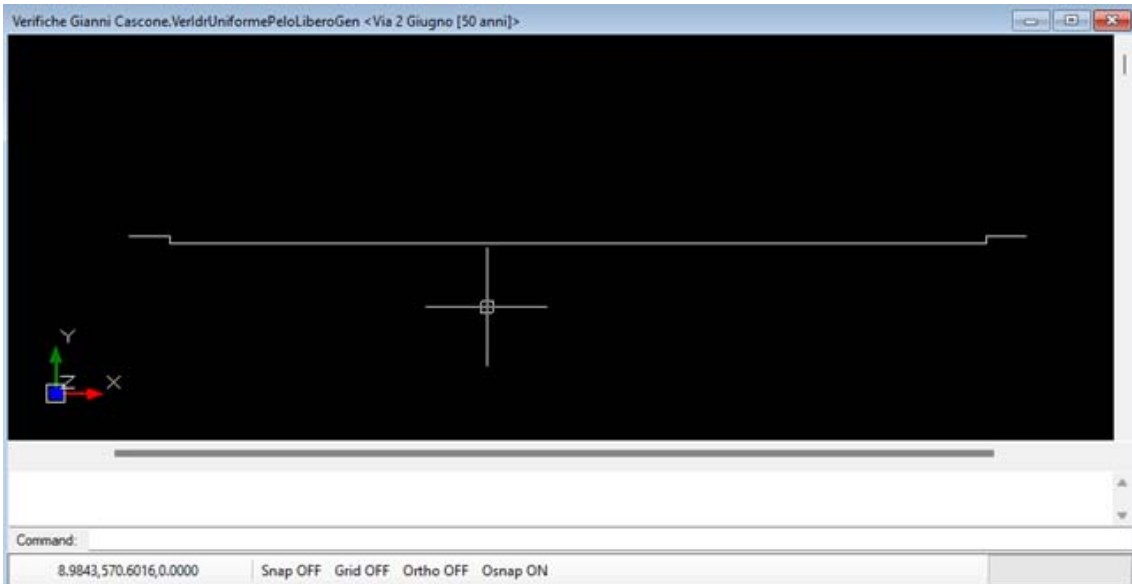 Verifiche Gianni Cascone.VerIdrUniformePeloLiberoGen <Via 2 Giugno [50 anni]>
Y
Z X
Command:
8.9843,570.6016,0.0000 Snap OFF Grid OFF Ortho OFF Osnap ON